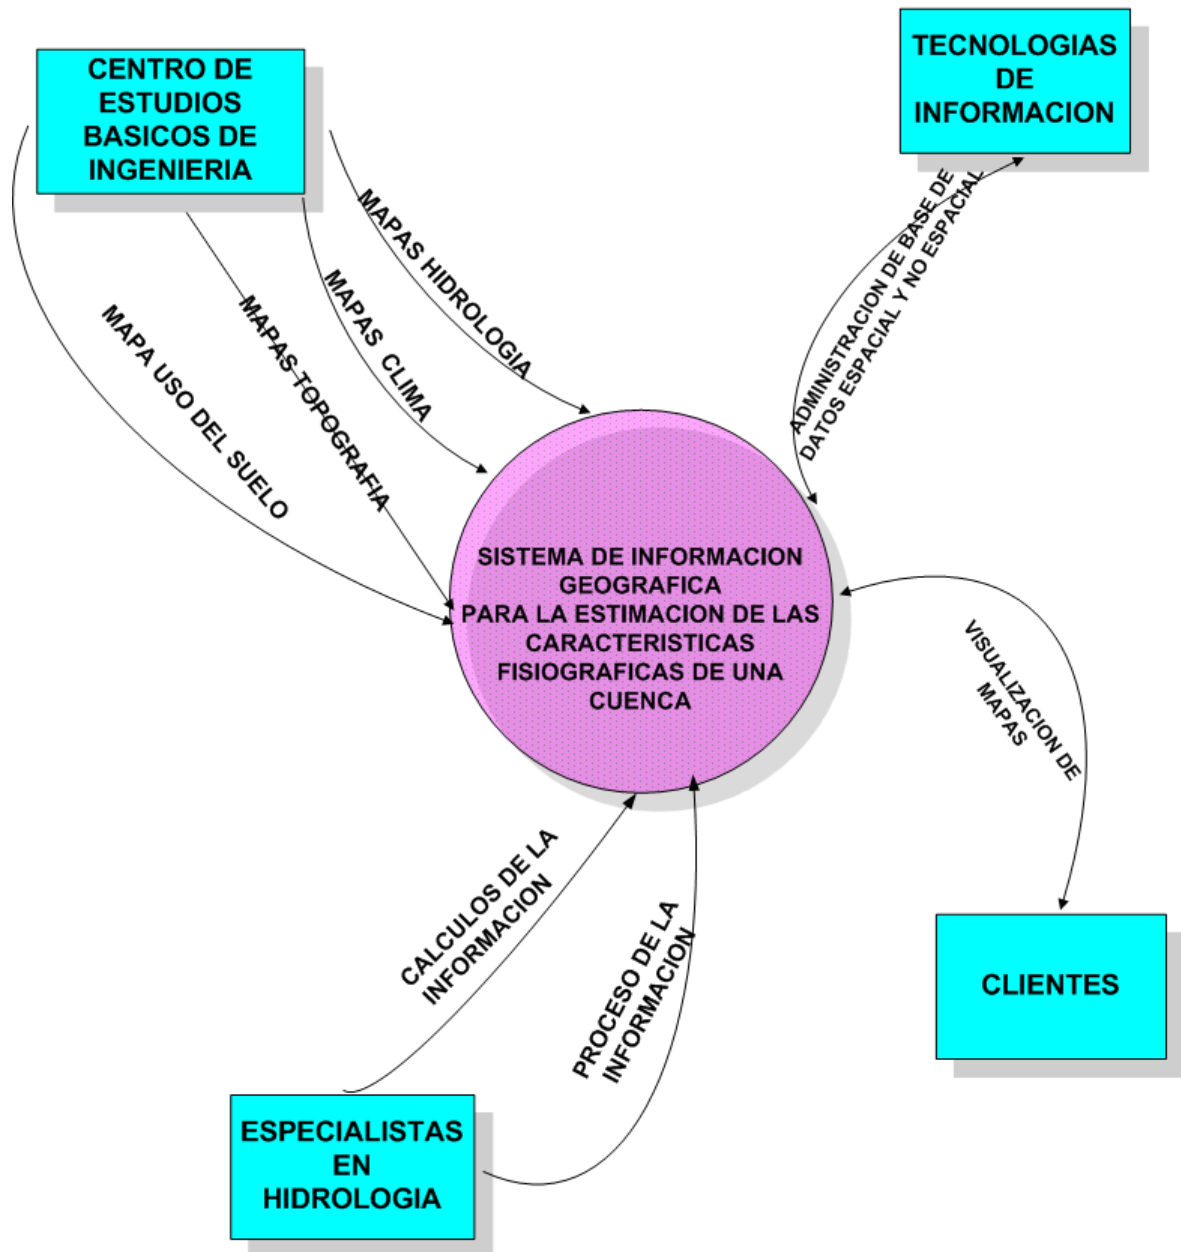 CENTRO DE
ESTUDIOS
BASICOS DE
INGENIERIA
TECNOLOGIAS
DE
INFORMACION
MAPAS HIDROLOGIA
MAPAS CLIMA
MAPAS TOPOGRAFIA
MAPA USO DEL SUELO
ADMINISTRACION DE BASE DE
DATOS ESPACIAL Y NO ESPACIAL
SISTEMA DE INFORMACION
GEOGRAFICA
PARA LA ESTIMACION DE LAS
CARACTERISTICAS
FISIOGRAFICAS DE UNA
CUENCA
VISUALIZACION DE
MAPAS
CALCULOS DE LA
INFORMACION
PROCESO DE LA
INFORMACION
CLIENTES
ESPECIALISTAS
EN
HIDROLOGIA